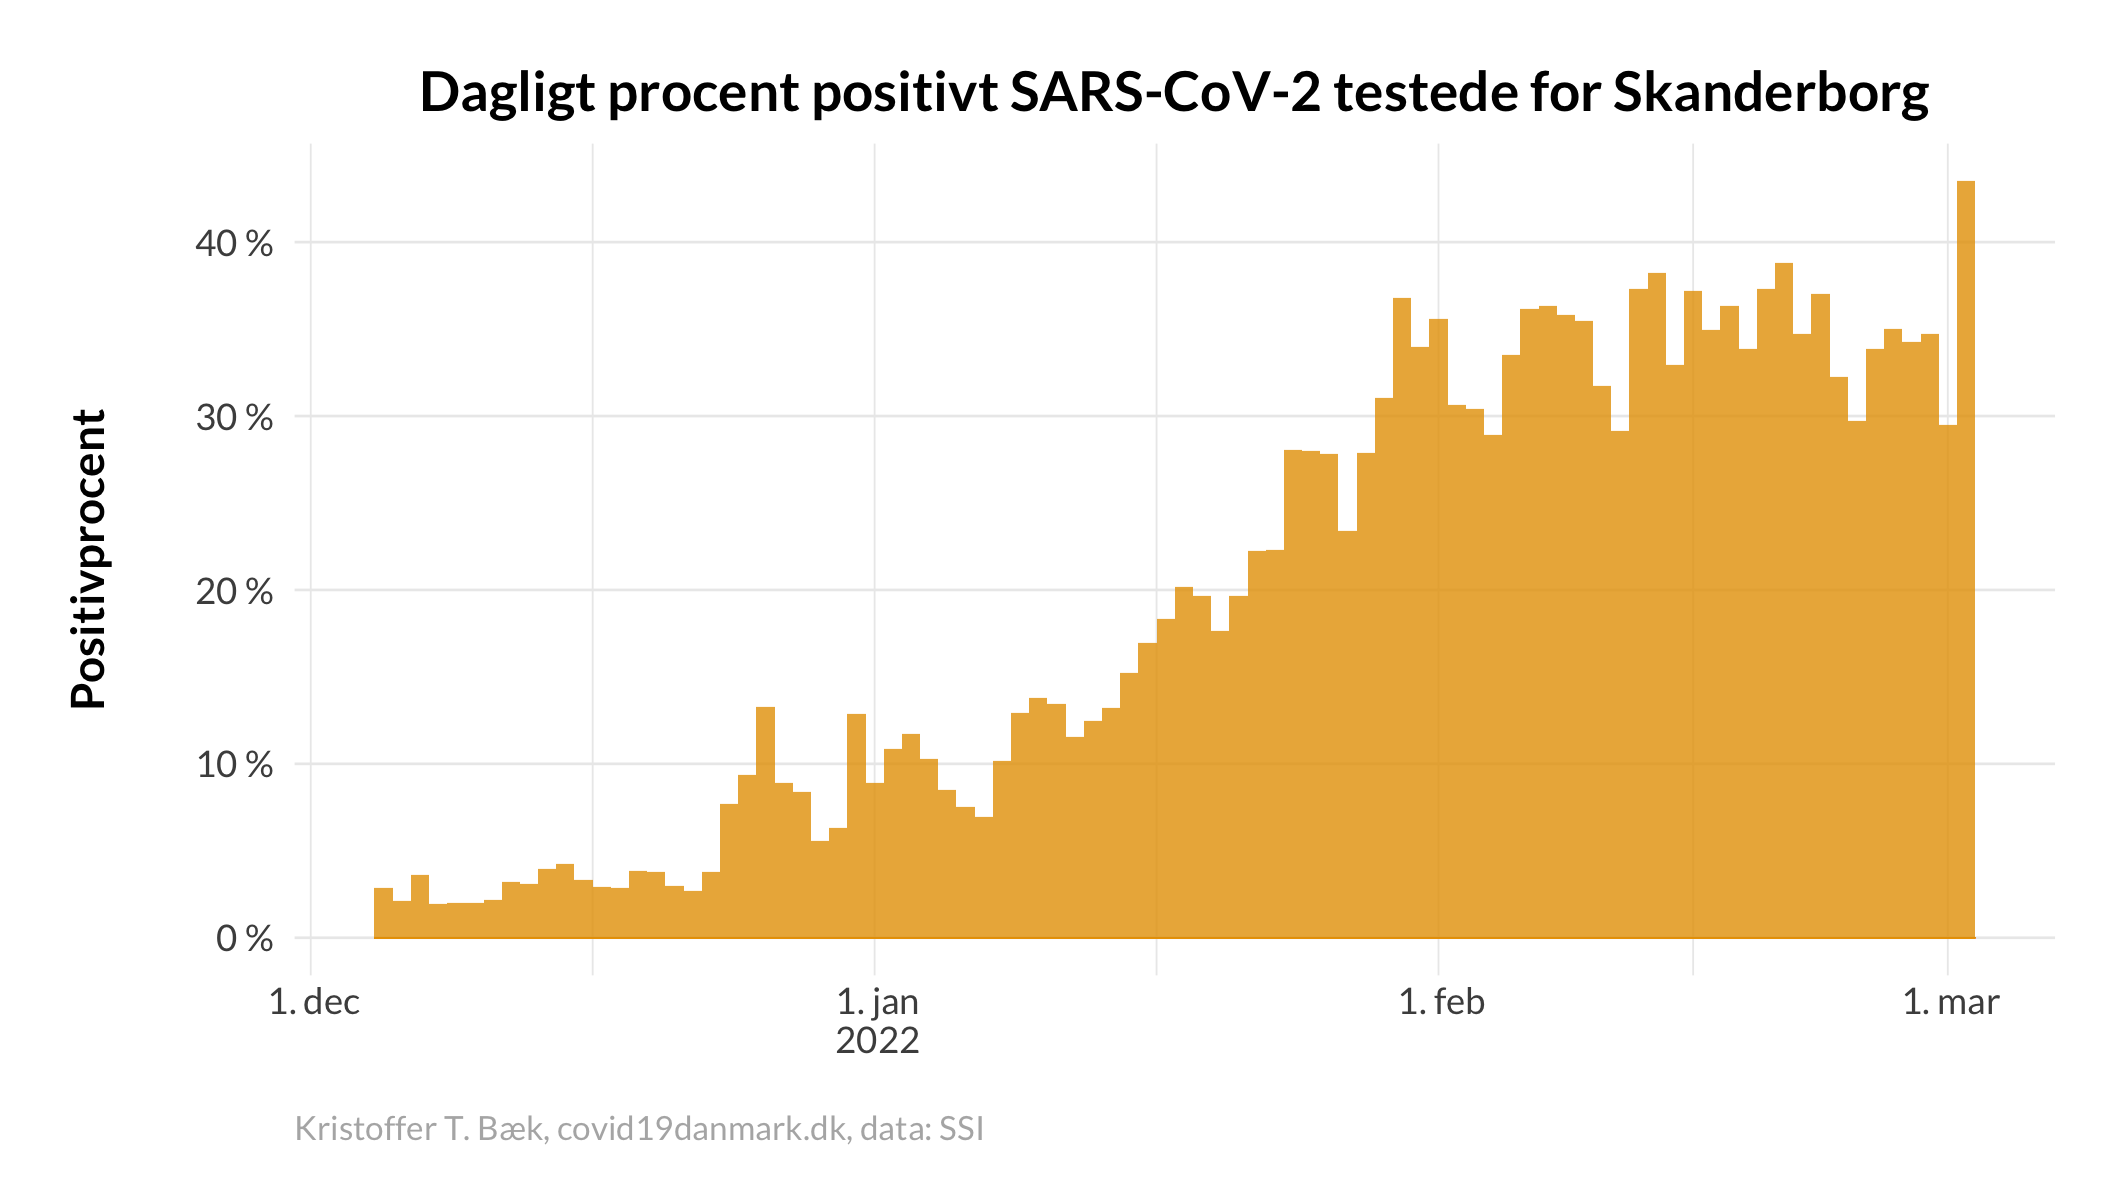 Dagligt procent positivt SARS-CoV-2 testede for Skanderborg
Positivprocent
40 %
30 %
20 %
10 %
0 %
1. dec
1. jan
2022
1. feb
1. mar
Kristoffer T. Bæk, covid19danmark.dk, data: SSI